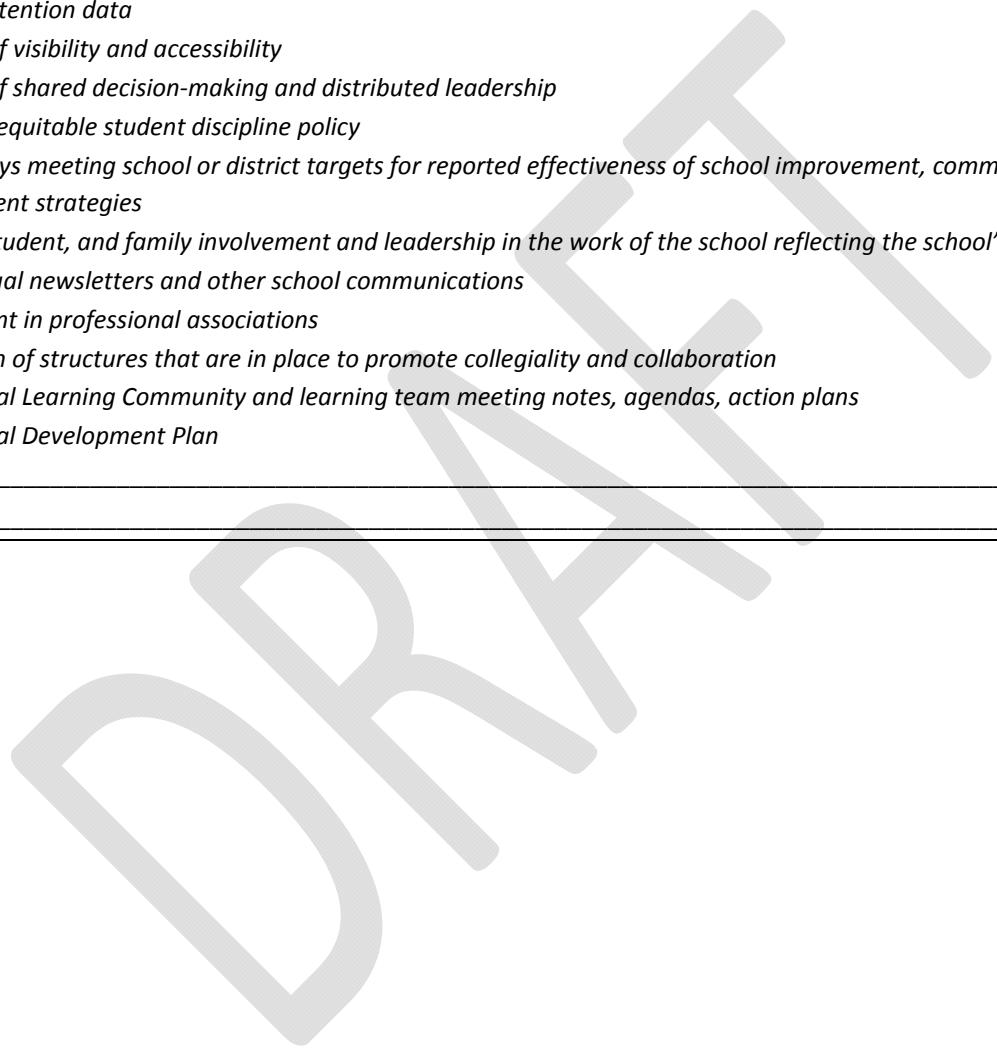 tention data
f visibility and accessibility
f shared decision-making and distributed leadership
equitable student discipline policy
ys meeting school or district targets for reported effectiveness of school improvement, comm
ent strategies
tudent, and family involvement and leadership in the work of the school reflecting the school'
ual newsletters and other school communications
nt in professional associations
n of structures that are in place to promote collegiality and collaboration
al Learning Community and learning team meeting notes, agendas, action plans
al Development Plan
DRAFT